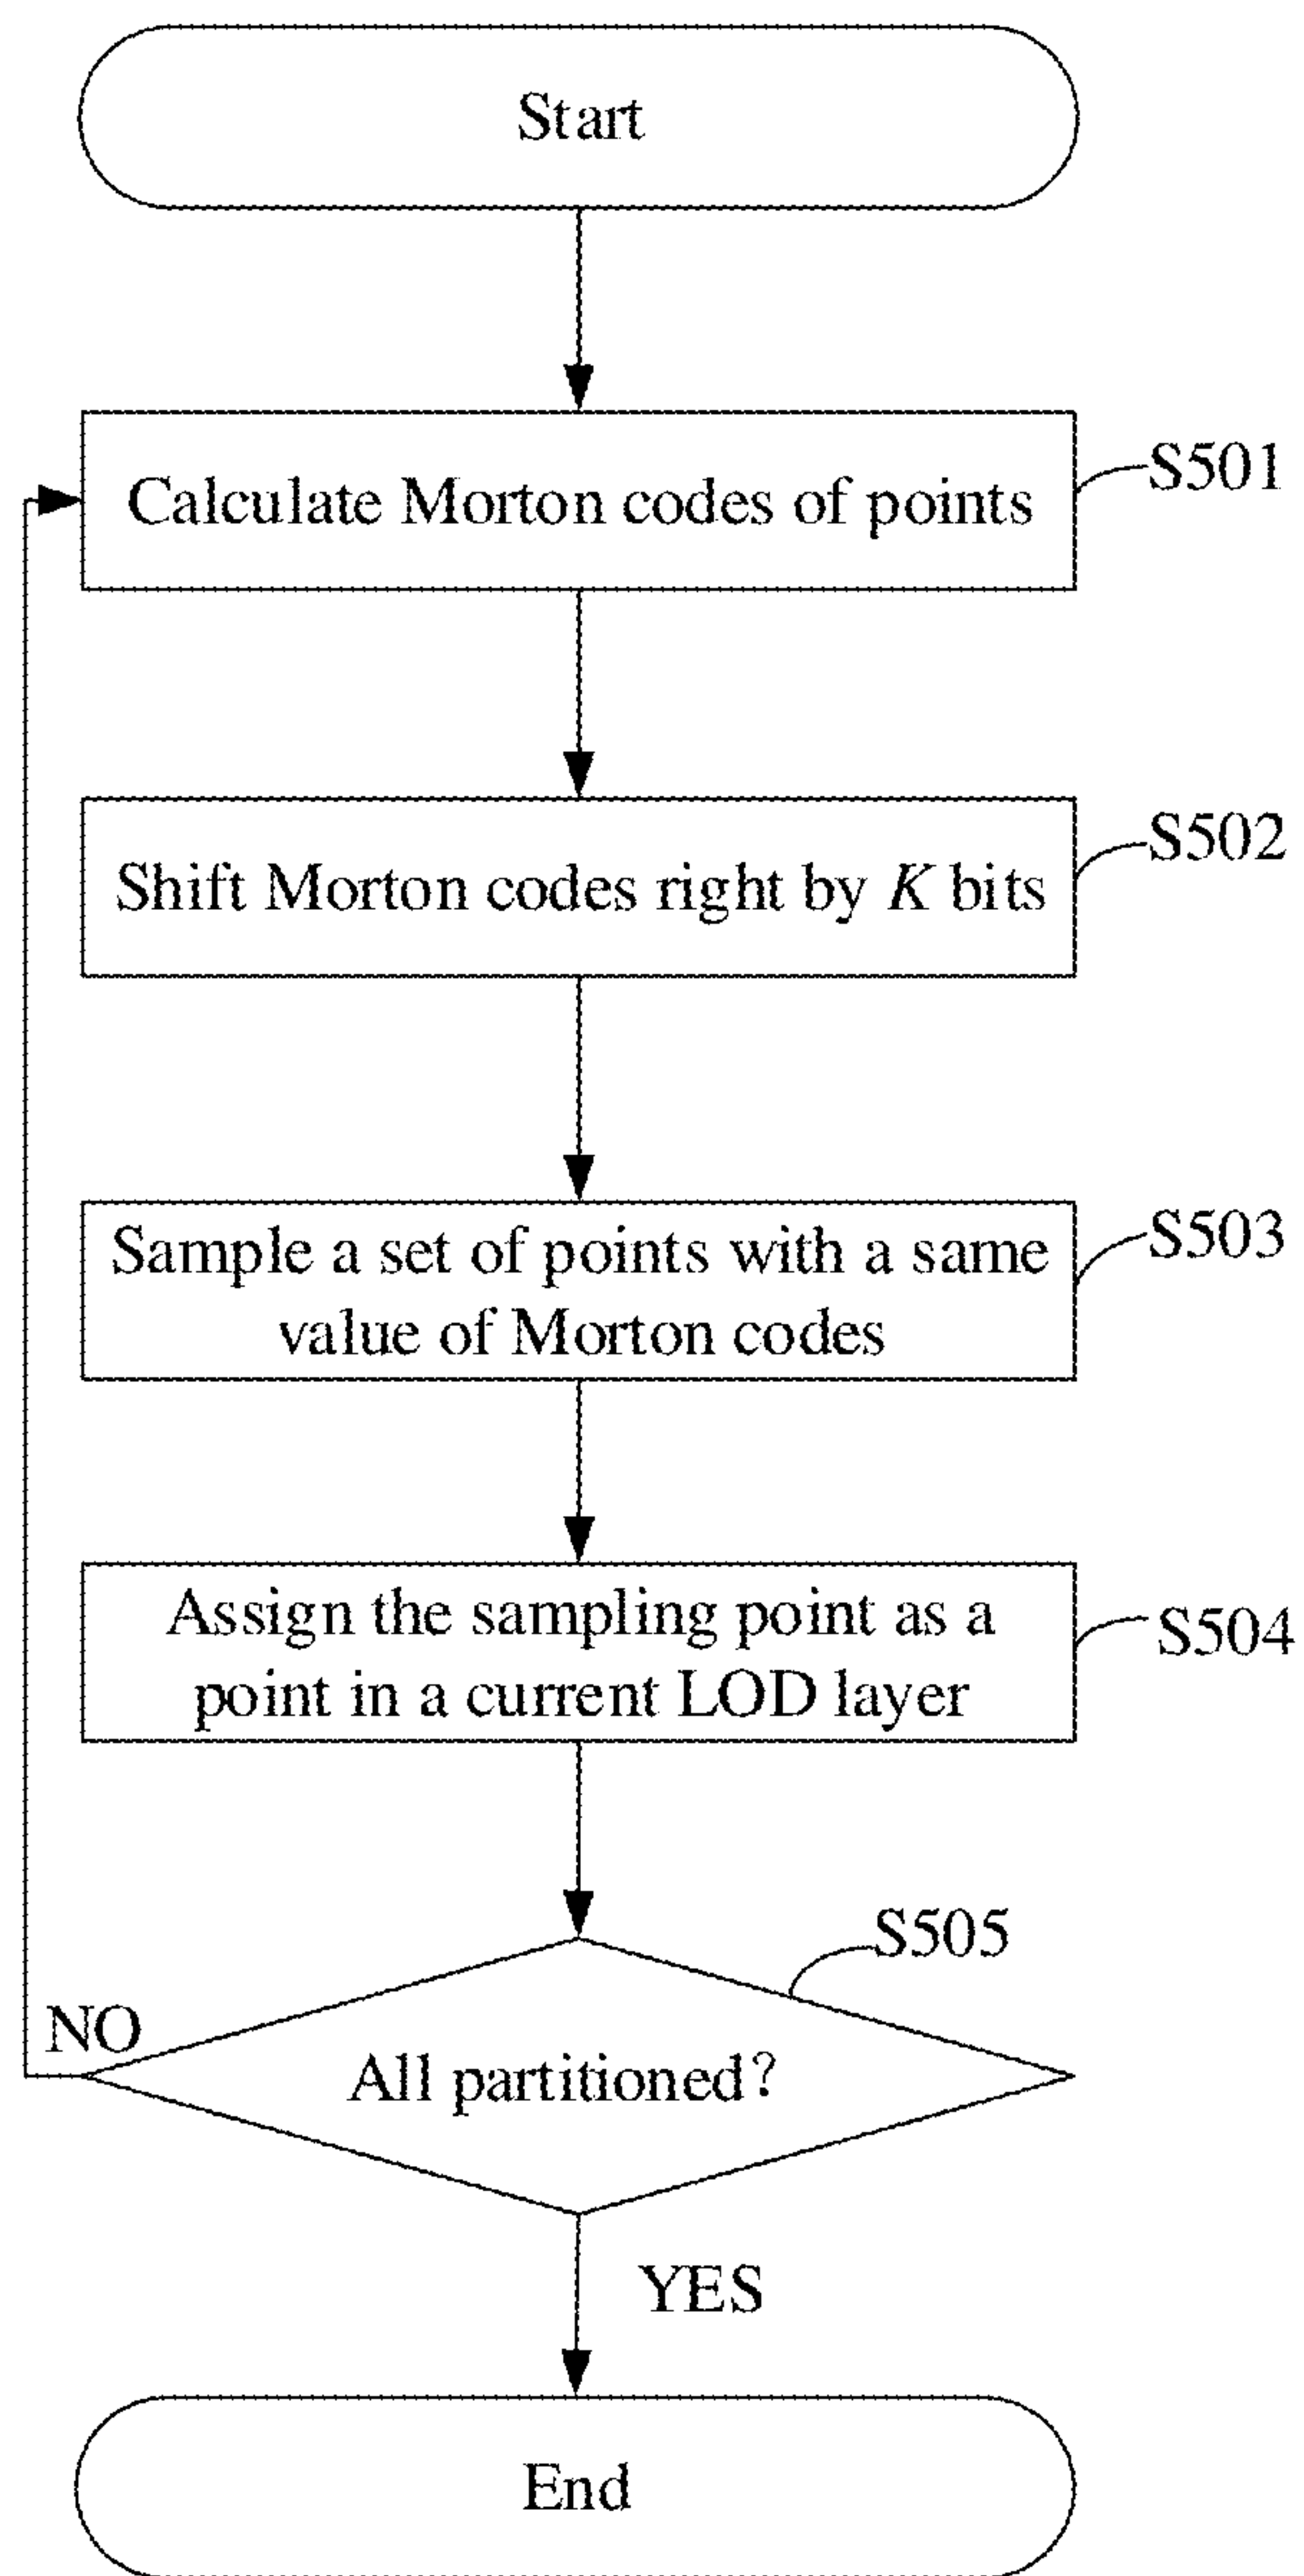 Start
Calculate Morton codes of points
S501
Shift Morton codes right by K bits
S502
Sample a set of points with a same
value of Morton codes
S503
Assign the sampling point as a
point in a current LOD layer
S504
S505
NO
All partitioned?
YES
End